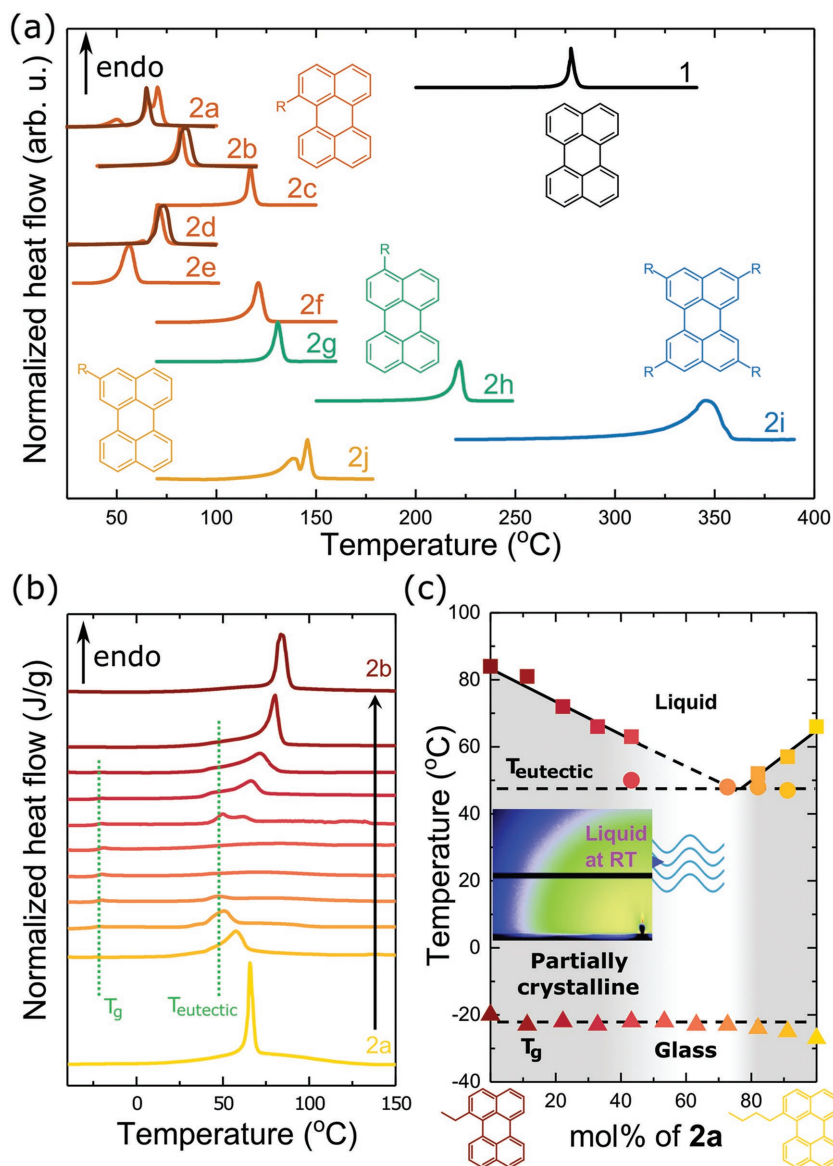 (a)
endo
Normalized heat flow (arb. u.)
1
2a
R
2b
2c
2d
R
R
R
2e
2f
2g
R
2h
R
R
2i
2j
50
100
150
200
250
300
350
400
Temperature (°C)
(b)
endo
Normalized heat flow (J/g)
2b
Tg
Teutectic
2a
0
50
100
150
Temperature (°C)
(c)
Temperature (°C)
100
80
60
40
20
0
-20
-40
Liquid
Teutectic
Liquid
at RT
Partially
crystalline
Tg
Glass
0
20
40
60
80
100
mol% of 2a